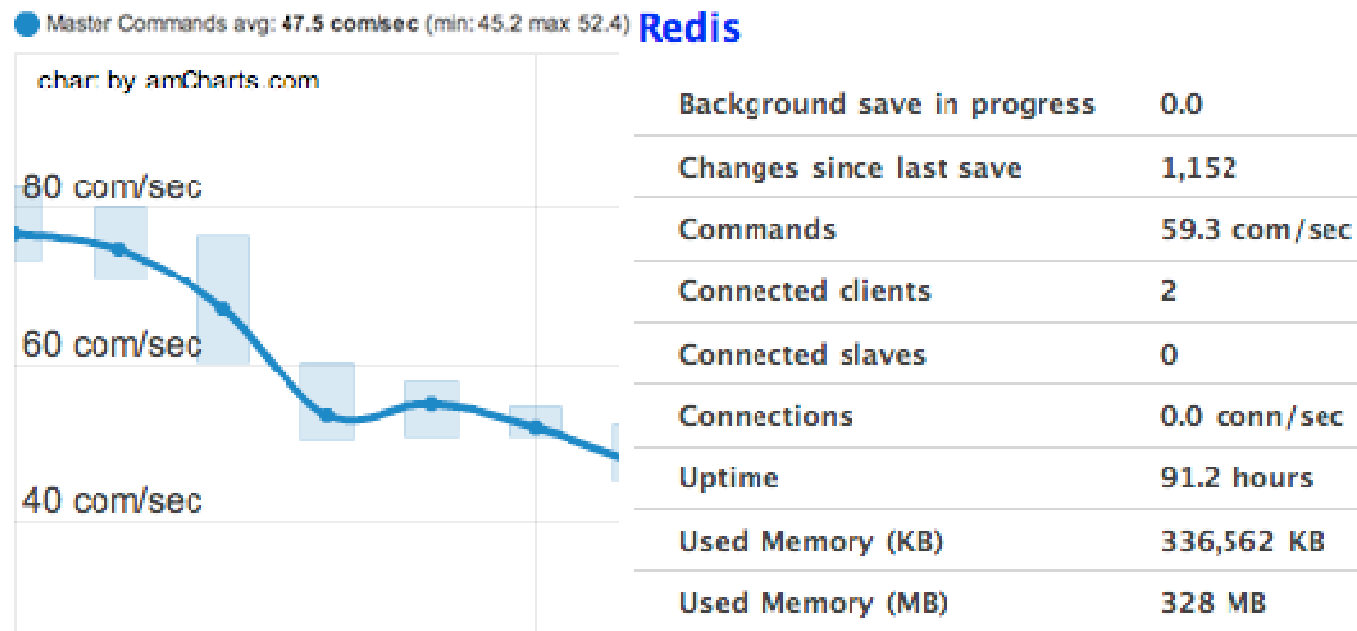 Master Commands avg: 47.5 com/sec (min: 45.2 max 52.4)
chart by amCharts.com
80 com/sec
60 com/sec
40 com/sec
Redis
Background save in progress 0.0
Changes since last save 1,152
Commands 59.3 com/sec
Connected clients 2
Connected slaves 0
Connections 0.0 conn/sec
Uptime 91.2 hours
Used Memory (KB) 336,562 KB
Used Memory (MB) 328 MB